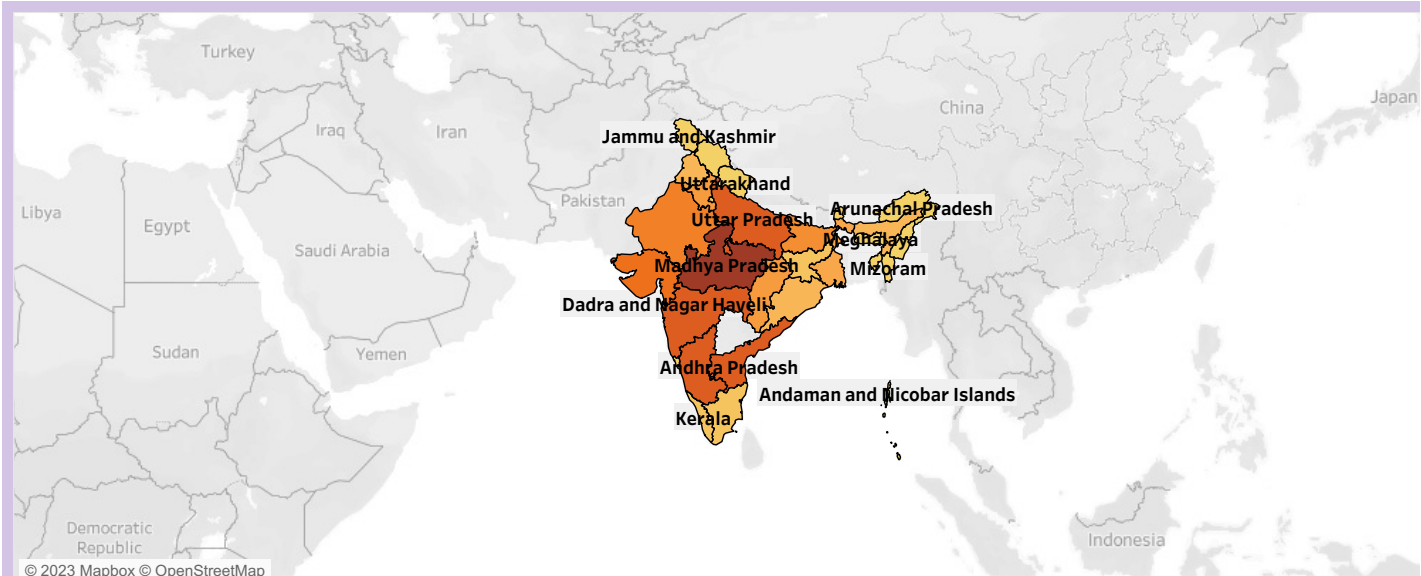 Turkey
China
Japan
Iraq
Iran
Jammu and Kashmir
Uttarakhand
Pakistan
Libya
Egypt
Arunachal Pradesh
Uttar Pradesh
Saudi Arabia
Meghalaya
Madhya Pradesh
Mizoram
Dadra and Nagar Haveli
Sudan
Yemen
Andhra Pradesh
Andaman and Nicobar Islands
Kerala
Democratic
Republic
Indonesia
© 2023 Mapbox © OpenStreetMap